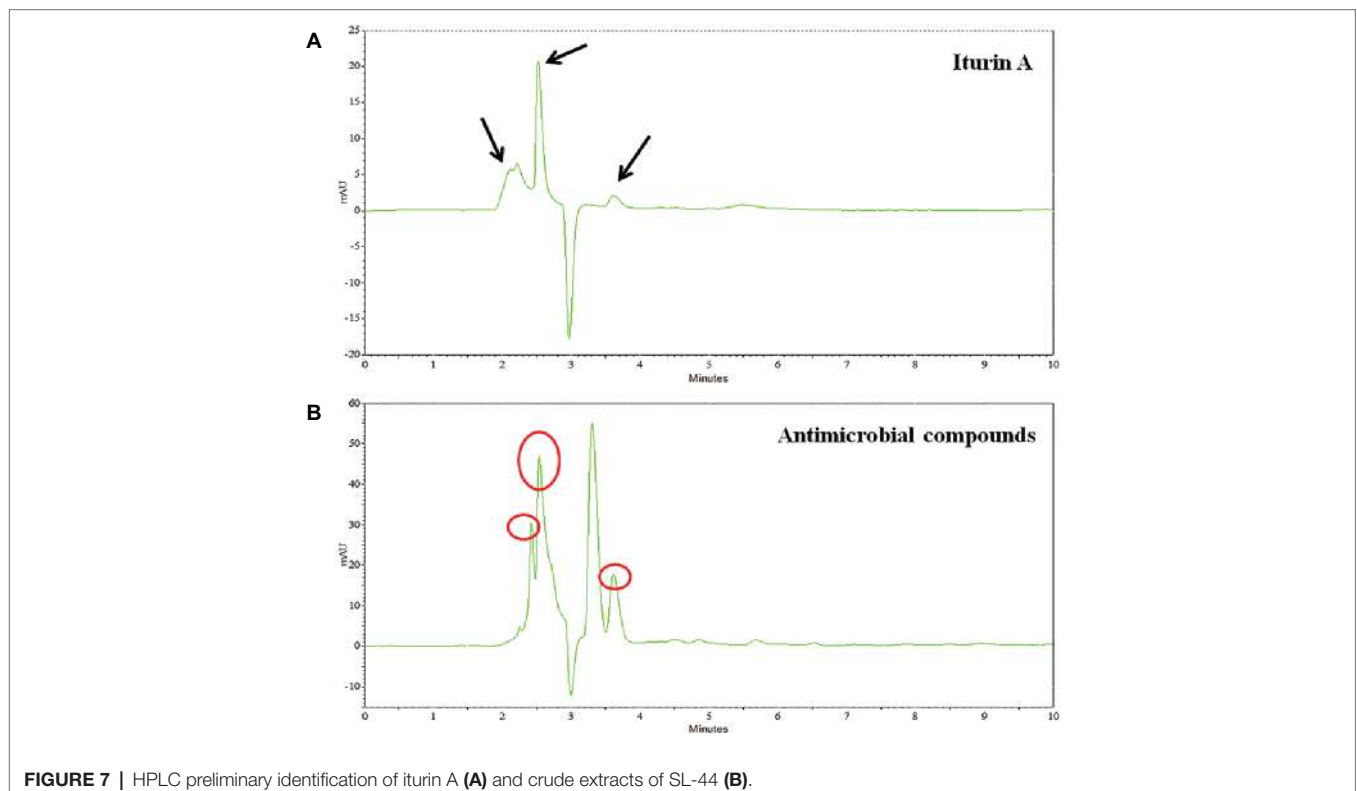 A
Iturin A
25
20
15
10
5
0
-5
-10
-15
-20
mAU
0 1 2 3 4 5 6 7 8 9 10
Minutes
B
Antimicrobial compounds
60
50
40
30
20
10
0
-10
mAU
0 1 2 3 4 5 6 7 8 9 10
Minutes
FIGURE 7 | HPLC preliminary identification of iturin A (A) and crude extracts of SL-44 (B).